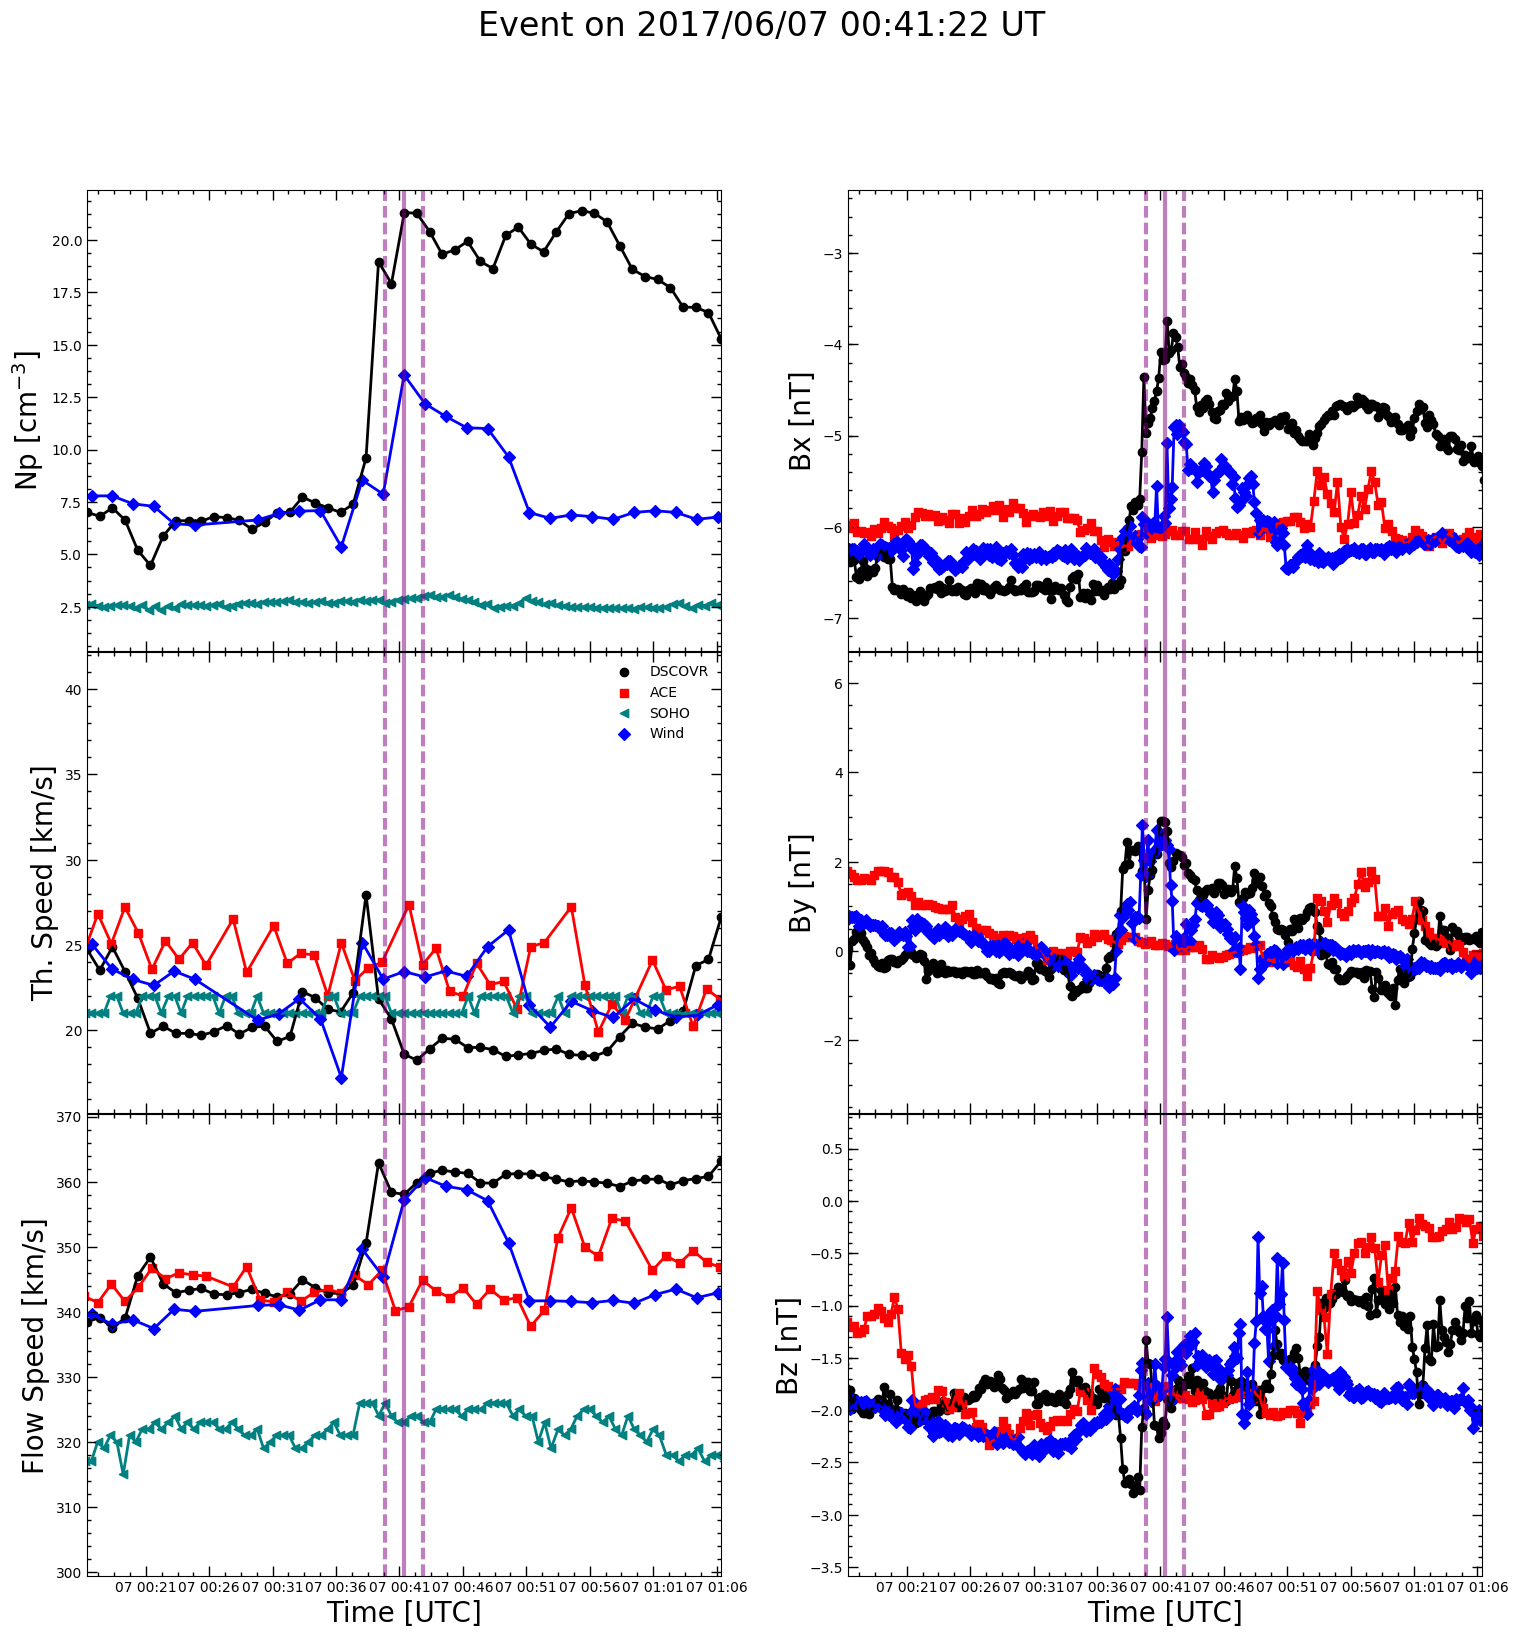 Event on 2017/06/07 00:41:22 UT
Np [cm⁻³]
20.0
17.5
15.0
12.5
10.0
7.5
5.0
2.5
Th. Speed [km/s]
40
35
30
25
20
DSCOVR
ACE
SOHO
Wind
Flow Speed [km/s]
370
360
350
340
330
320
310
300
07 00:21 07 00:26 07 00:31 07 00:36 07 00:41 07 00:46 07 00:51 07 00:56 07 01:01 07 01:06
Time [UTC]
Bx [nT]
−3
−4
−5
−6
−7
By [nT]
6
4
2
0
−2
Bz [nT]
0.5
0.0
−0.5
−1.0
−1.5
−2.0
−2.5
−3.0
−3.5
07 00:21 07 00:26 07 00:31 07 00:36 07 00:41 07 00:46 07 00:51 07 00:56 07 01:01 07 01:06
Time [UTC]